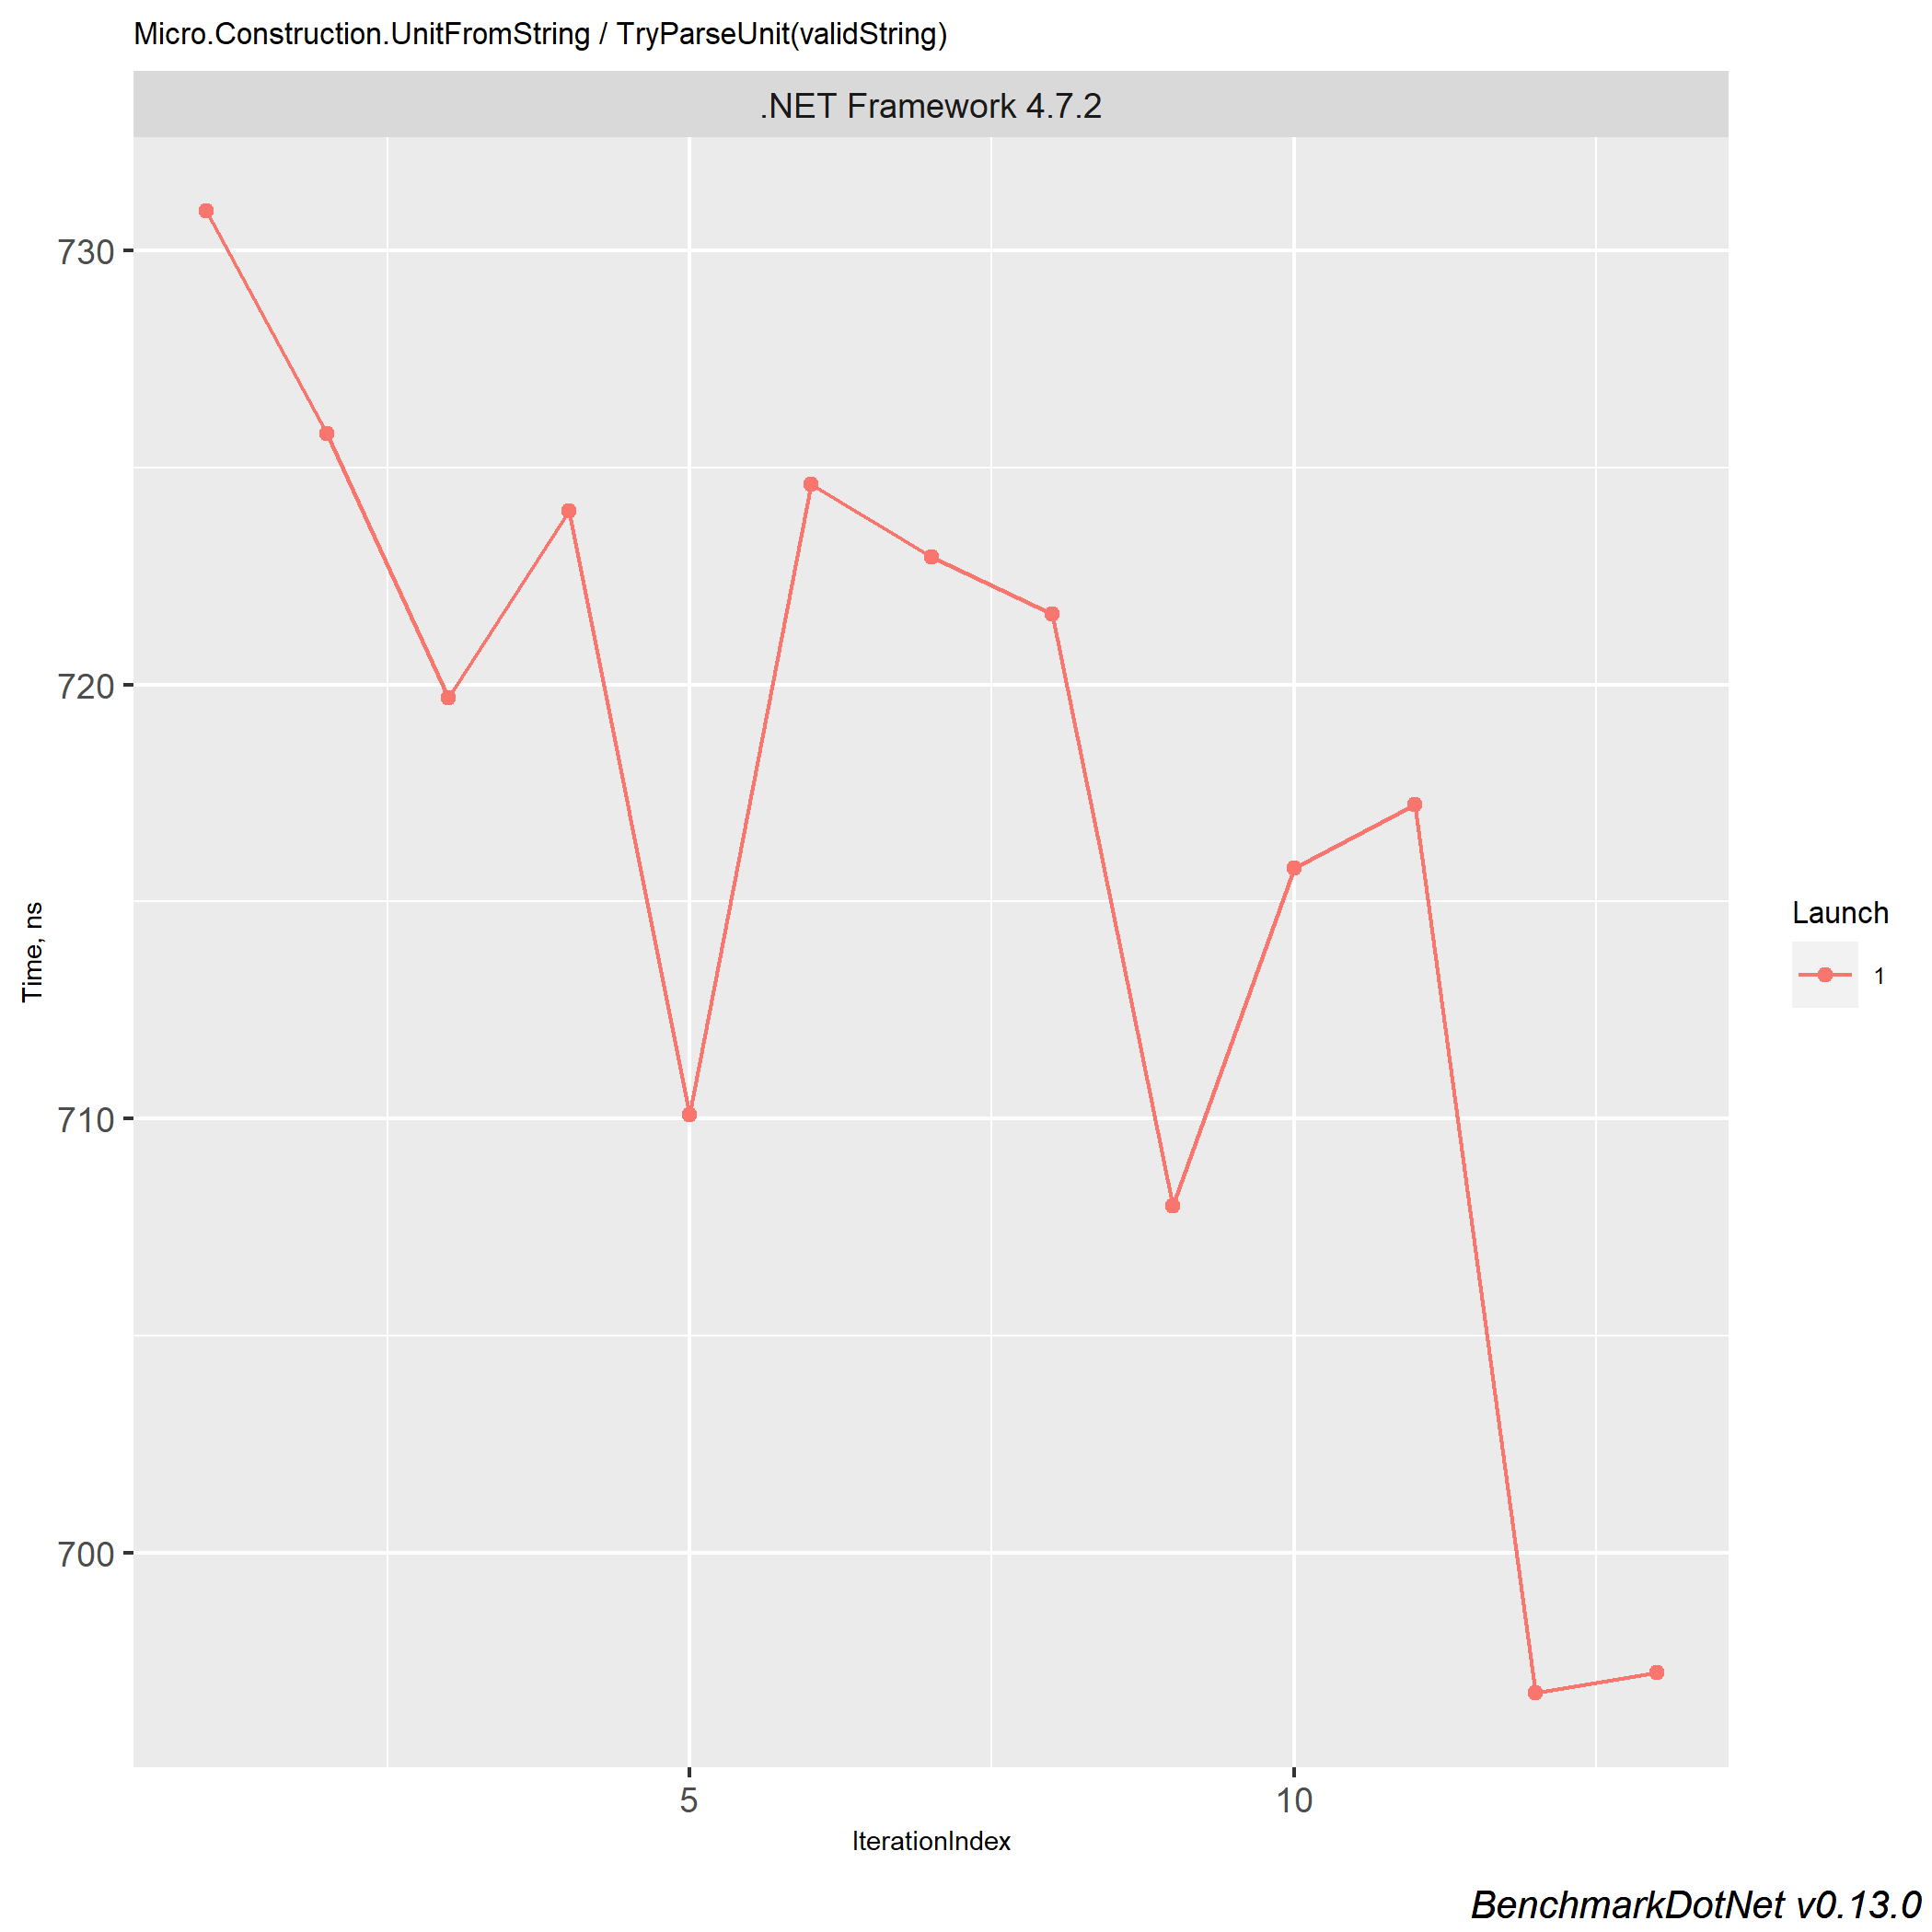 Micro.Construction.UnitFromString / TryParseUnit(validString)
.NET Framework 4.7.2
730
720
710
700
Time, ns
5
10
IterationIndex
Launch
1
BenchmarkDotNet v0.13.0